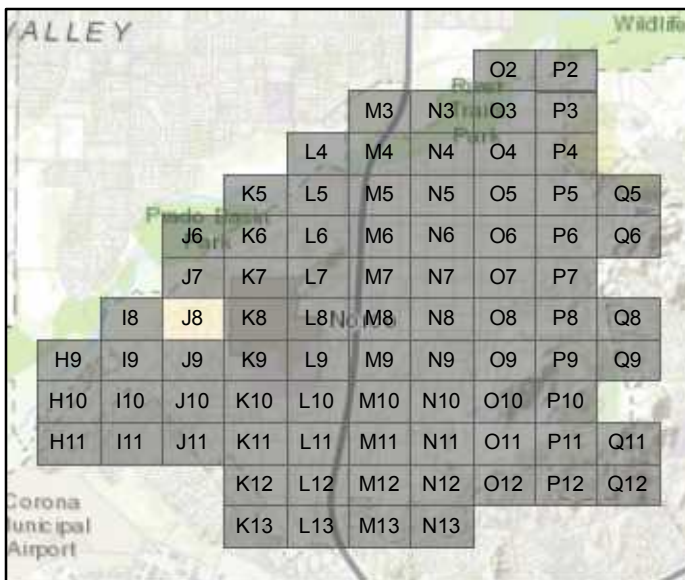 VALLEY
Wildlife
O2 P2
River
M3 N3 O3 P3
Trails
Park
L4 M4 N4 O4 P4
K5 L5 M5 N5 O5 P5 Q5
Prado Basin
J6 K6 L6 M6 N6 O6 P6 Q6
Park
J7 K7 L7 M7 N7 O7 P7
I8 J8 K8 L8 M8 N8 O8 P8 Q8
Norco
H9 I9 J9 K9 L9 M9 N9 O9 P9 Q9
H10 I10 J10 K10 L10 M10 N10 O10 P10
H11 I11 J11 K11 L11 M11 N11 O11 P11 Q11
K12 L12 M12 N12 O12 P12 Q12
Corona
Municipal
Airport
K13 L13 M13 N13